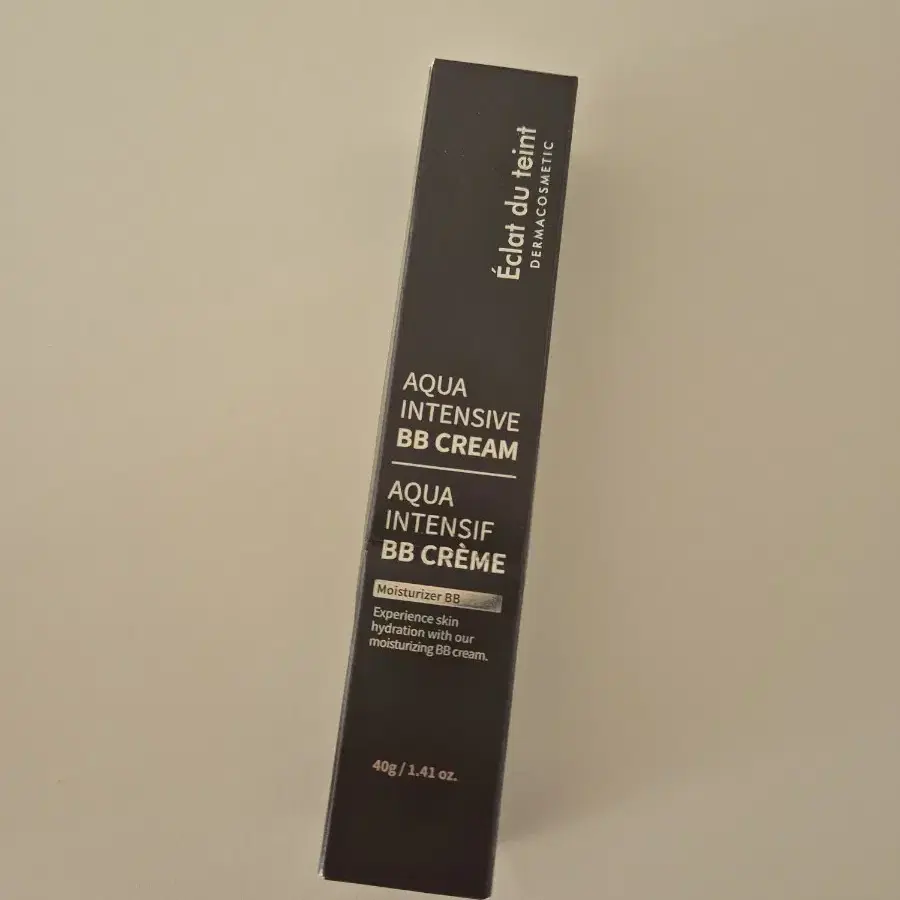 Éclat du teint
DERMACOSMETIC
AQUA
INTENSIVE
BB CREAM
AQUA
INTENSIF
BB CRÈME
Moisturizer BB
Experience skin
hydration with our
moisturizing BB cream.
40g / 1.41 oz.